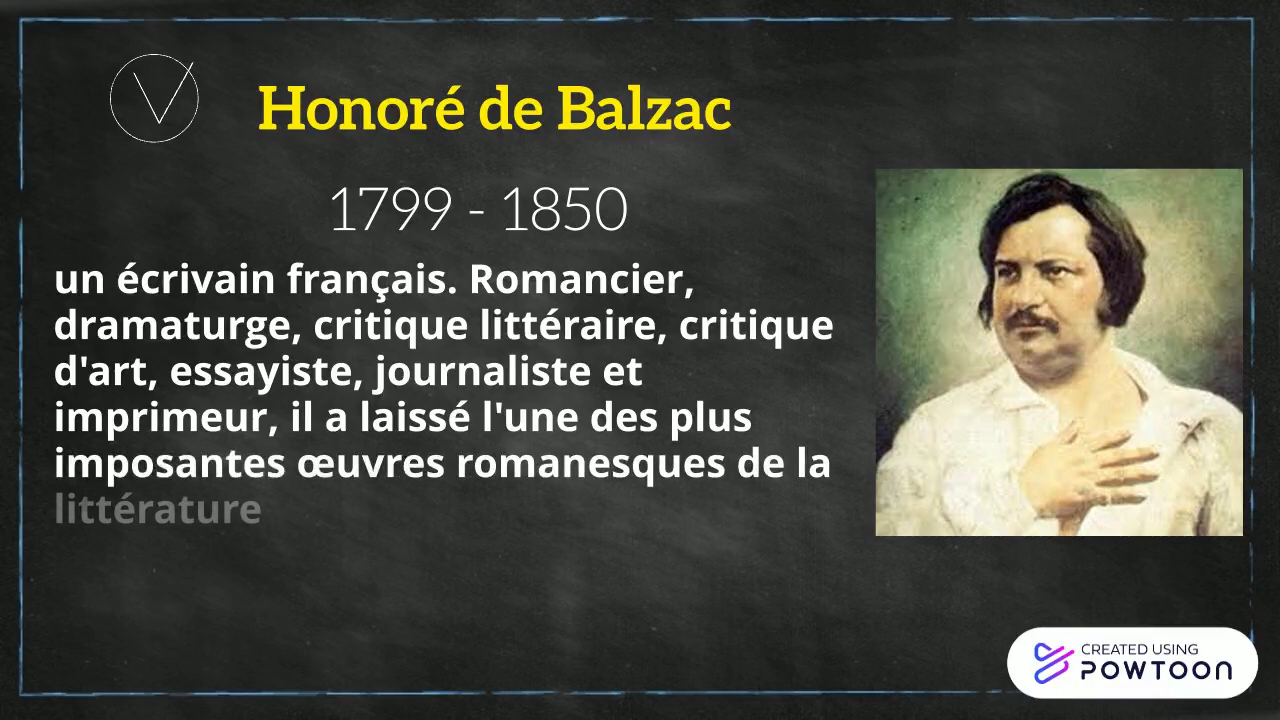 Honoré de Balzac
1799 - 1850
un écrivain français. Romancier,
dramaturge, critique littéraire, critique
d'art, essayiste, journaliste et
imprimeur, il a laissé l'une des plus
imposantes œuvres romanesques de la
littérature
CREATED USING
POWTOON